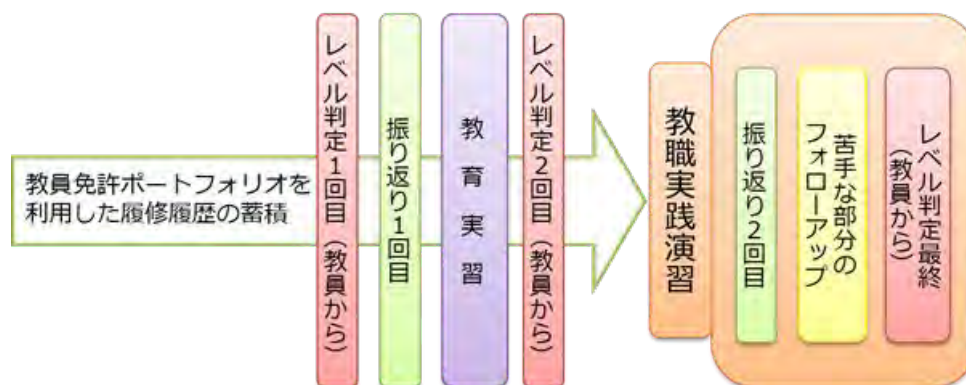 教員免許ポートフォリオを
利用した履修履歴の蓄積
レベル判定1回目（教員から）
振り返り1回目
教育実習
レベル判定2回目（教員から）
教職実践演習
振り返り2回目
苦手な部分の
フォローアップ
レベル判定最終
（教員から）